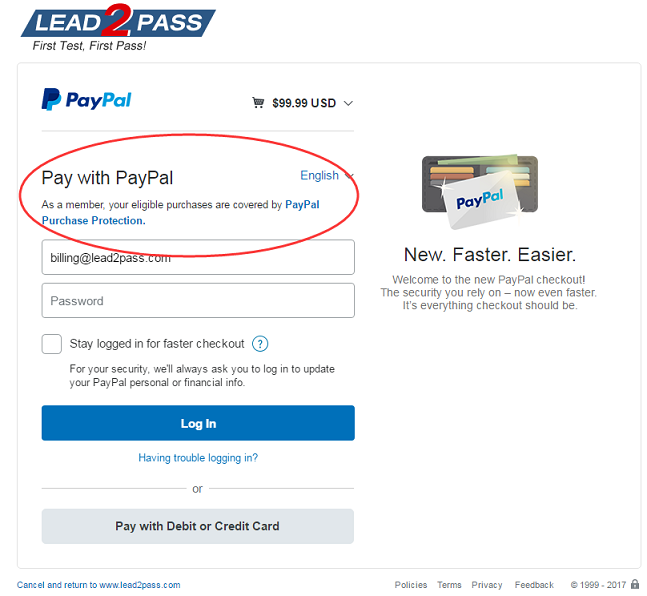 LEAD2PASS
First Test, First Pass!
PayPal
$99.99 USD
Pay with PayPal
English
As a member, your eligible purchases are covered by PayPal
Purchase Protection.
billing@lead2pass.com
Password
Stay logged in for faster checkout ?
For your security, we'll always ask you to log in to update
your PayPal personal or financial info.
Log In
Having trouble logging in?
or
Pay with Debit or Credit Card
PayPal
New. Faster. Easier.
Welcome to the new PayPal checkout!
The security you rely on – now even faster.
It's everything checkout should be.
Cancel and return to www.lead2pass.com
Policies Terms Privacy Feedback © 1999 - 2017